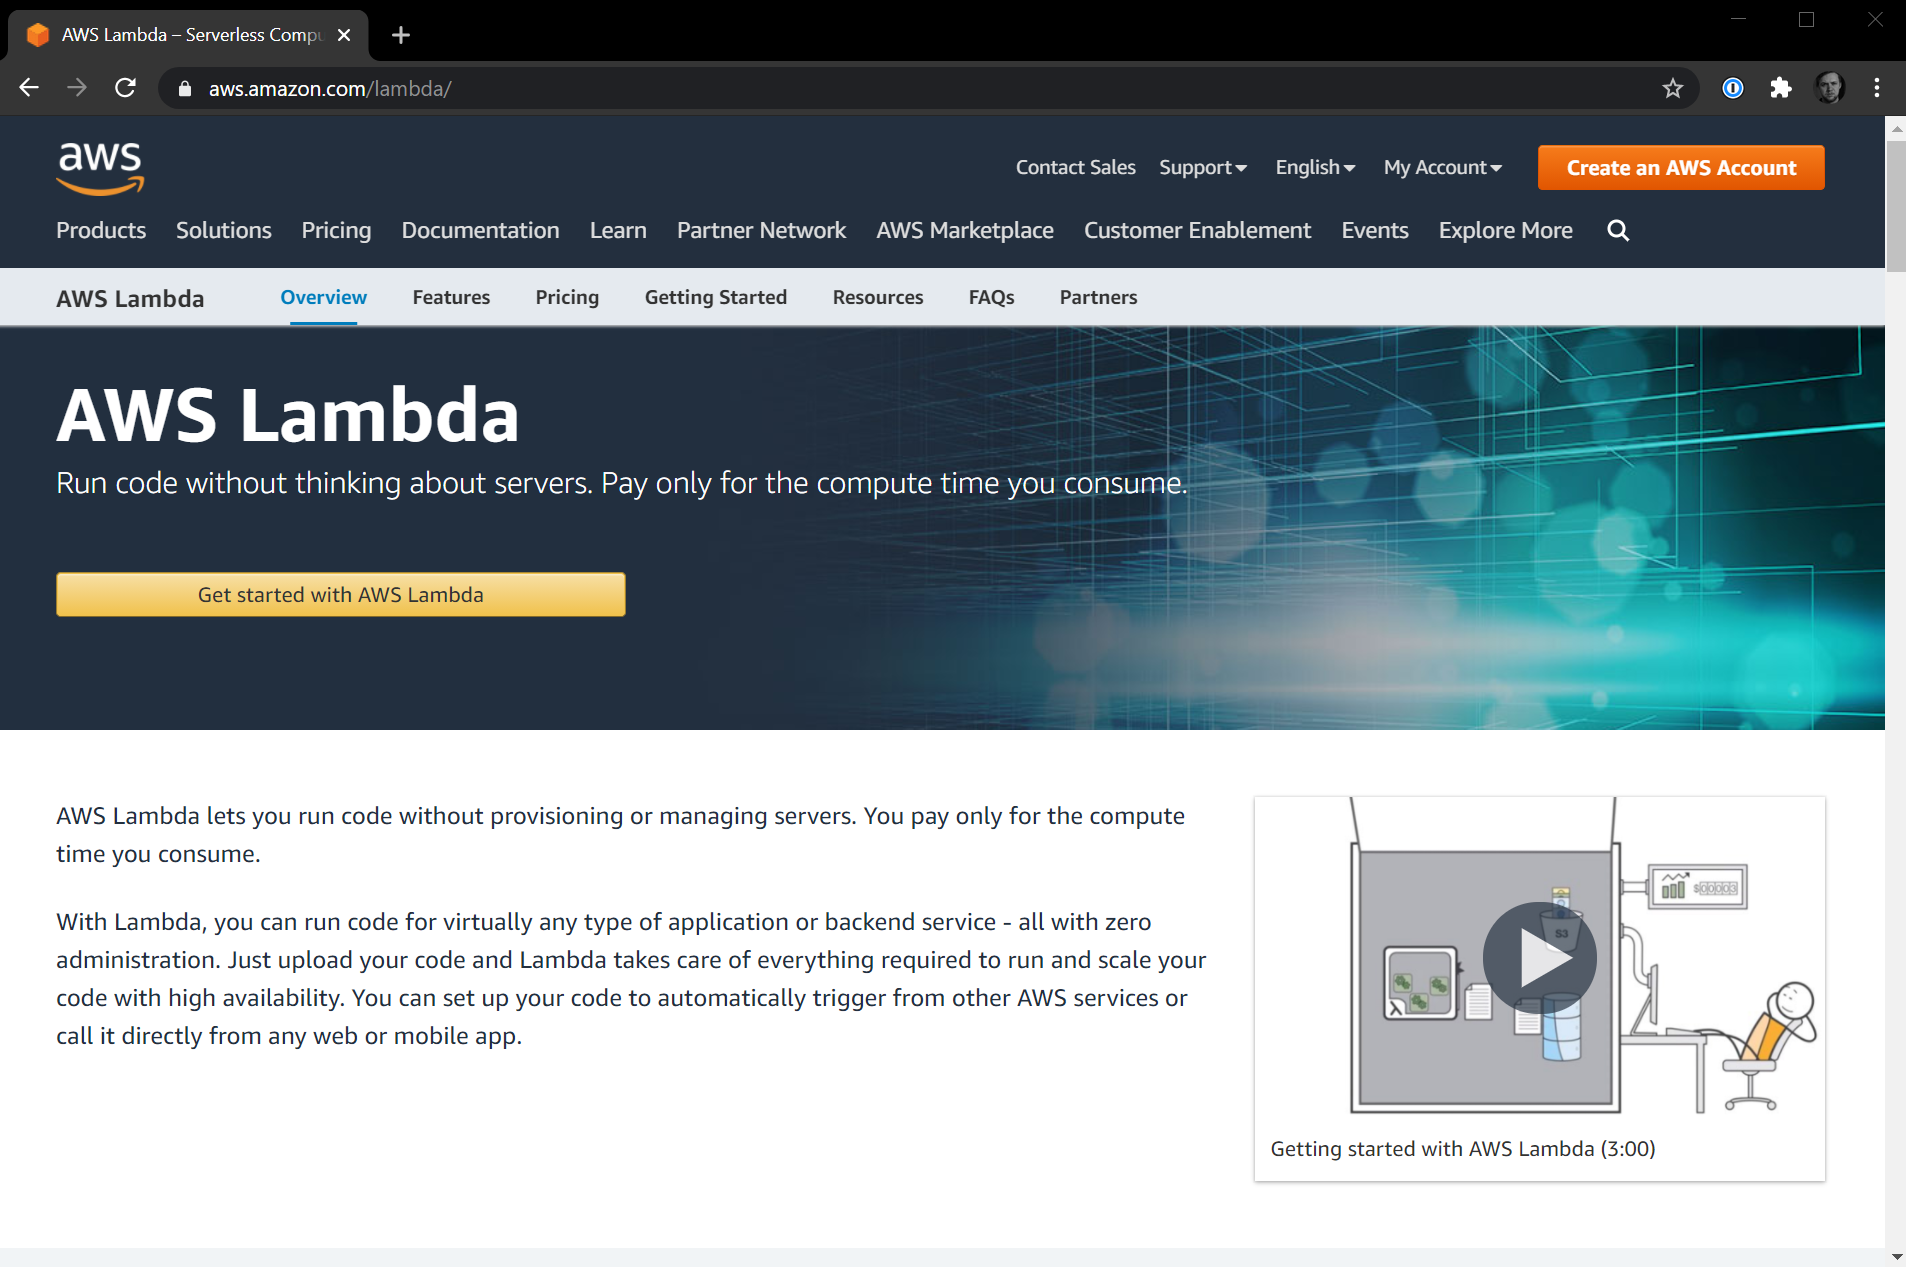 AWS Lambda – Serverless Compu
aws.amazon.com/lambda/
aws
Contact Sales Support English My Account Create an AWS Account
Products Solutions Pricing Documentation Learn Partner Network AWS Marketplace Customer Enablement Events Explore More
AWS Lambda Overview Features Pricing Getting Started Resources FAQs Partners
AWS Lambda
Run code without thinking about servers. Pay only for the compute time you consume.
Get started with AWS Lambda
AWS Lambda lets you run code without provisioning or managing servers. You pay only for the compute
time you consume.
With Lambda, you can run code for virtually any type of application or backend service - all with zero
administration. Just upload your code and Lambda takes care of everything required to run and scale your
code with high availability. You can set up your code to automatically trigger from other AWS services or
call it directly from any web or mobile app.
$00003
S3
λ
Getting started with AWS Lambda (3:00)